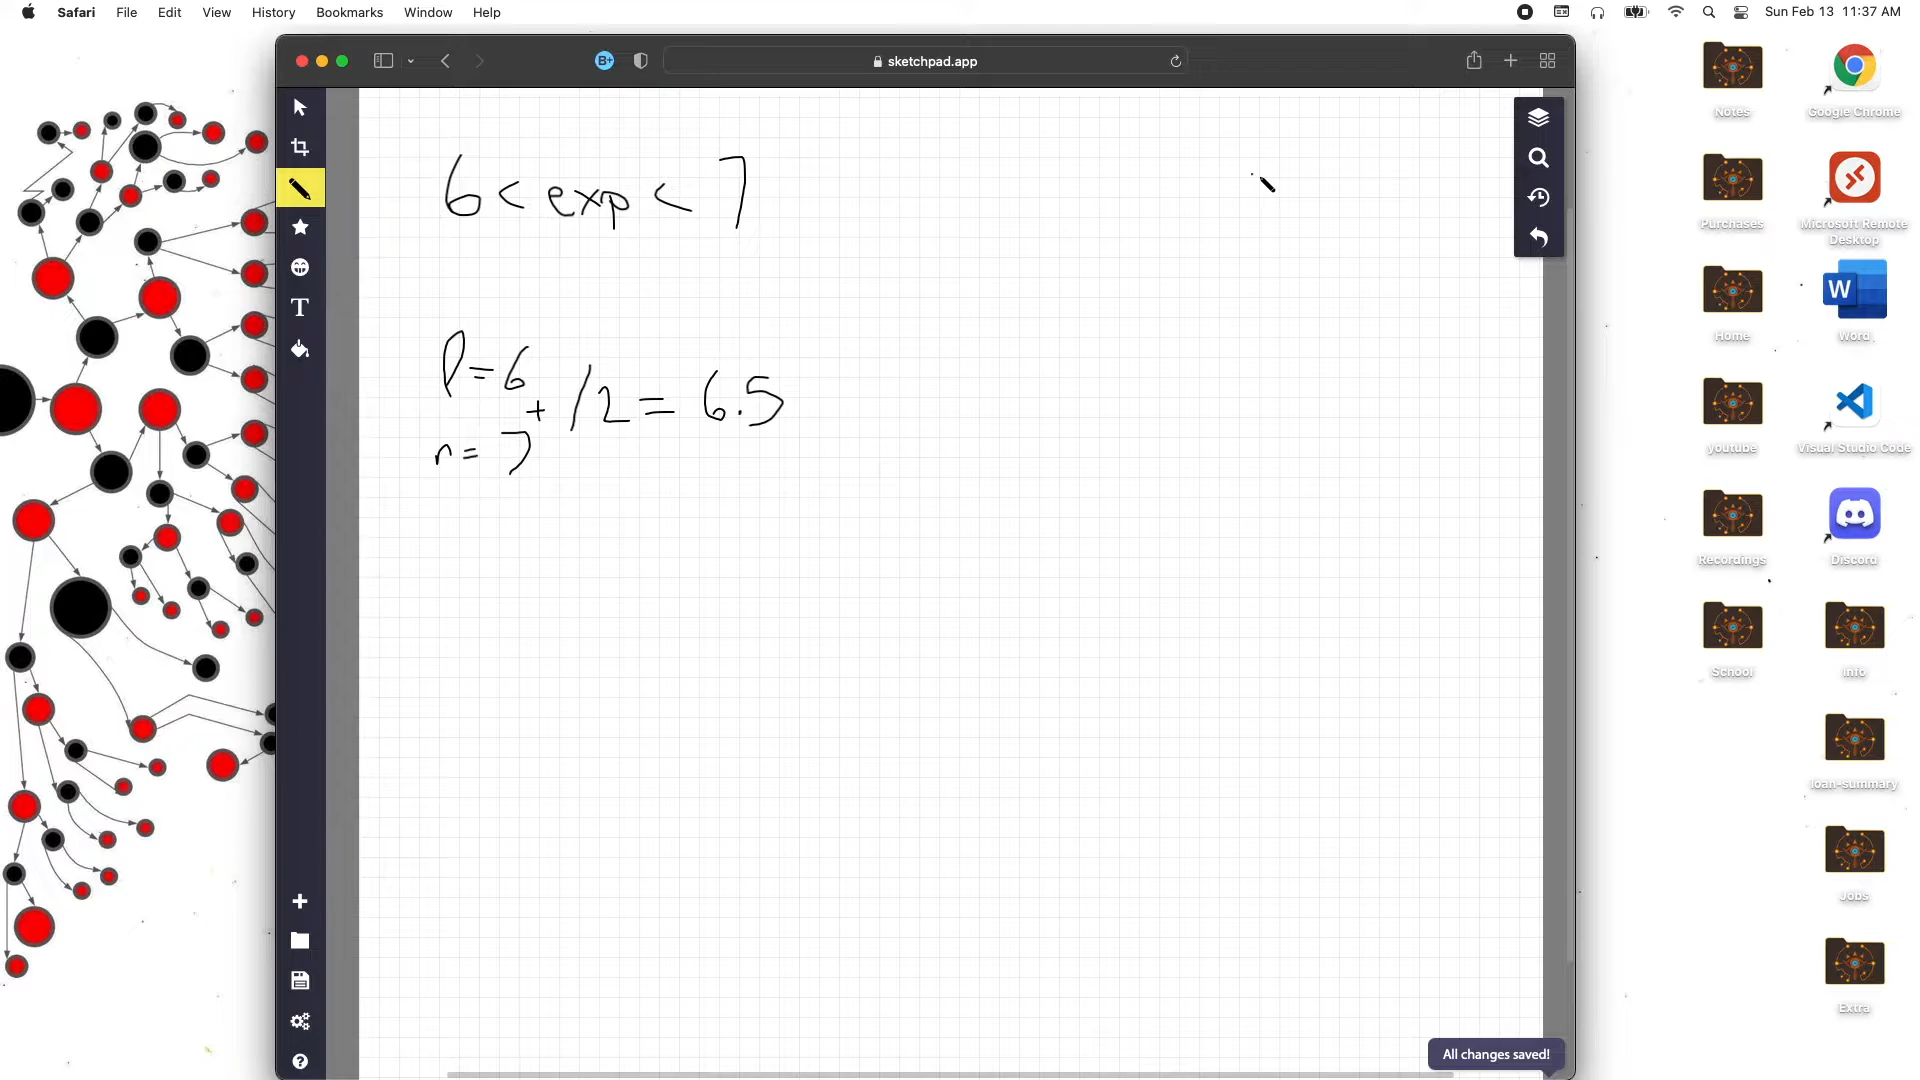 Safari File Edit View History Bookmarks Window Help Sun Feb 13 11:37 AM
B+ sketchpad.app
6 < exp < 7
l = 6
+ /2 = 6.5
r = 7
T
All changes saved!
Notes
Google Chrome
Purchases
Microsoft Remote Desktop
Home
W
Word
youtube
Visual Studio Code
Recordings
Discord
School
Info
loan-summary
Jobs
Extra